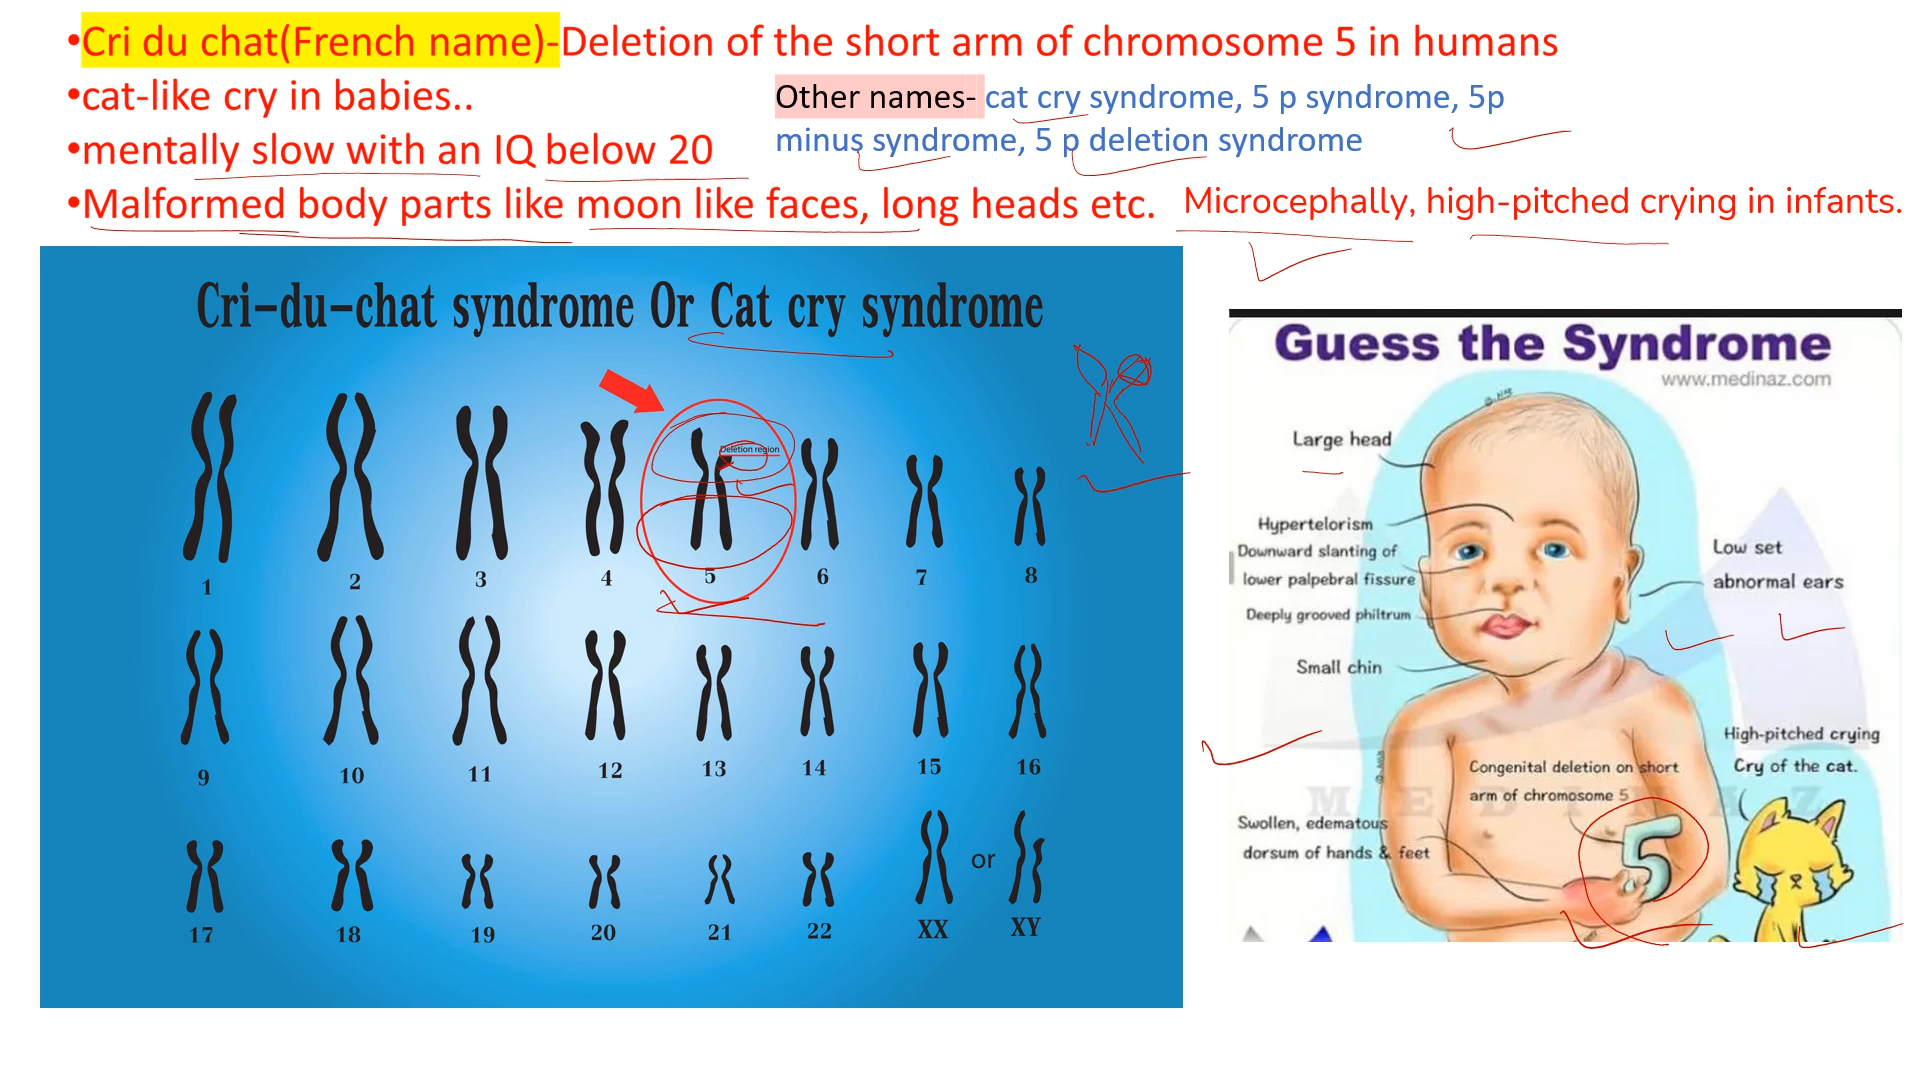 •Cri du chat(French name)-Deletion of the short arm of chromosome 5 in humans
•cat-like cry in babies..
Other names- cat cry syndrome, 5 p syndrome, 5p
minus syndrome, 5 p deletion syndrome
•mentally slow with an IQ below 20
•Malformed body parts like moon like faces, long heads etc.
Microcephally, high-pitched crying in infants.
Cri-du-chat syndrome Or Cat cry syndrome
Deletion region
1 2 3 4 5 6 7 8
9 10 11 12 13 14 15 16
or
17 18 19 20 21 22 XX XY
Guess the Syndrome
www.medinaz.com
Large head
Hypertelorism
Downward slanting of
lower palpebral fissure
Deeply grooved philtrum
Small chin
Low set
abnormal ears
High-pitched crying
Cry of the cat.
Congenital deletion on short
arm of chromosome 5
MEDINAZ
Swollen, edematous
dorsum of hands & feet
5